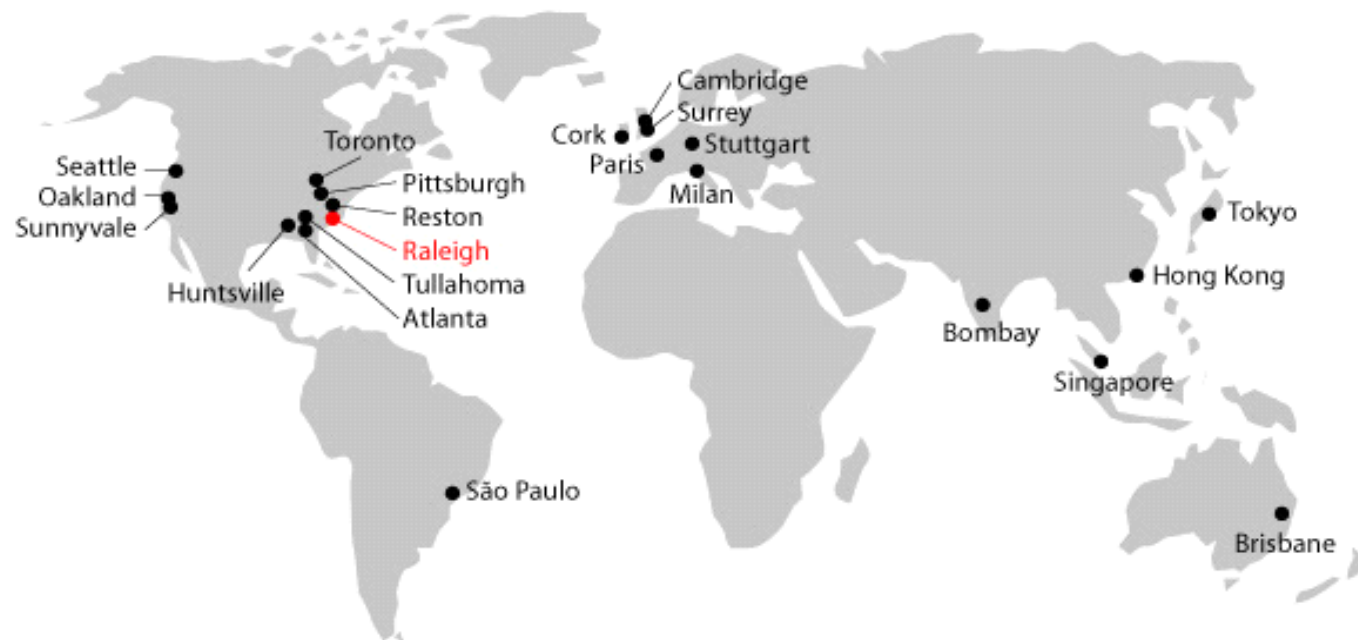 Cambridge
Surrey
Cork
Paris
Stuttgart
Milan
Toronto
Seattle
Pittsburgh
Oakland
Reston
Sunnyvale
Raleigh
Tullahoma
Huntsville
Atlanta
Tokyo
Hong Kong
Bombay
Singapore
São Paulo
Brisbane